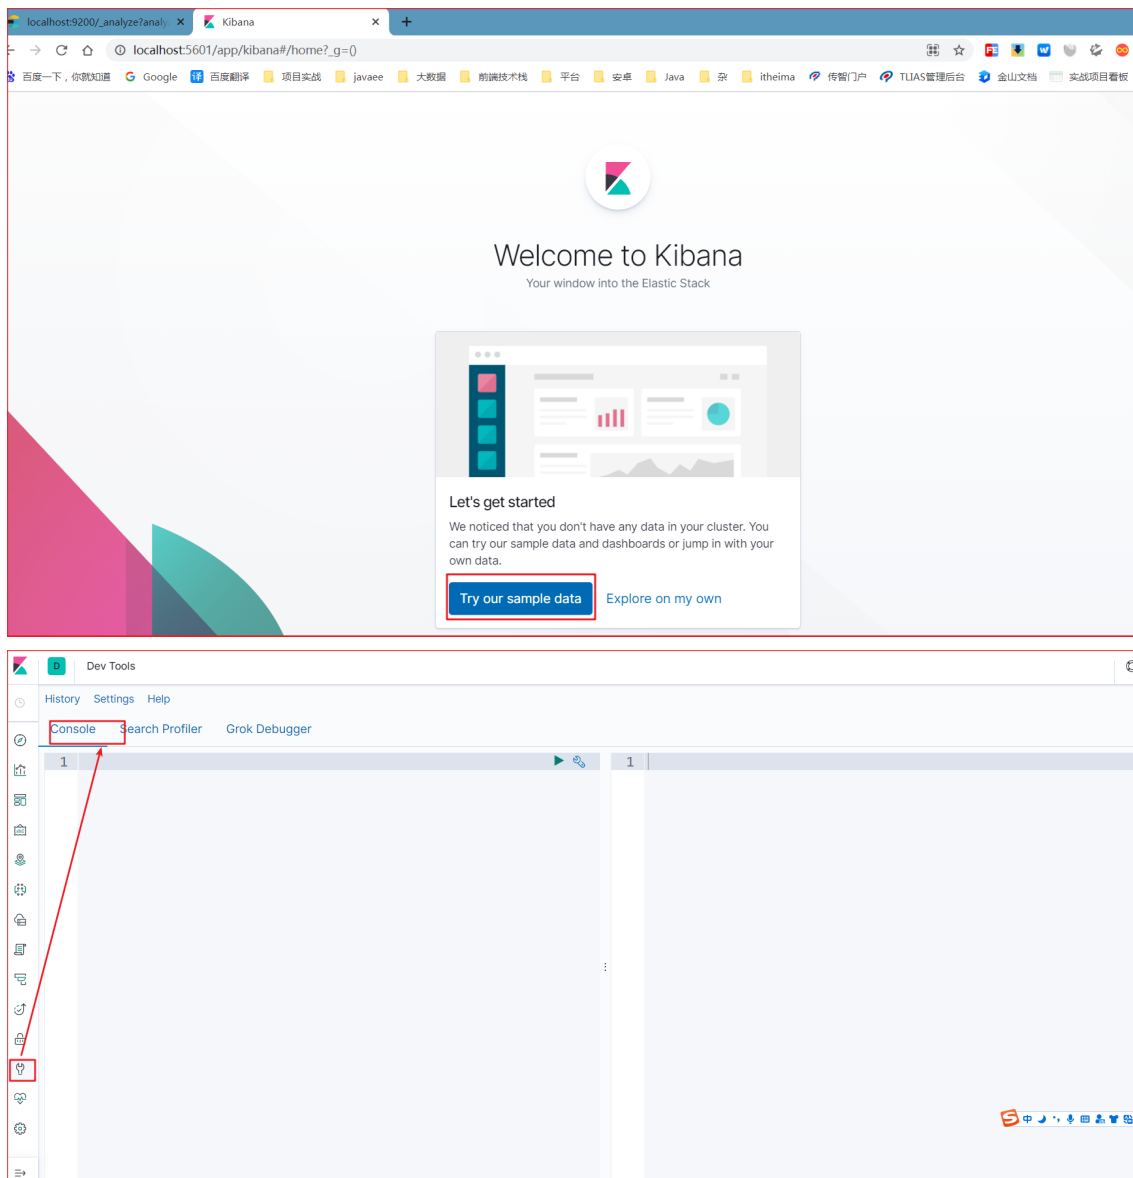 localhost:9200/_analyze?analy
Kibana
localhost:5601/app/kibana#/home?_g=()
百度一下，你就知道 Google 译 百度翻译 项目实战 javaee 大数据 前端技术栈 平台 安卓 Java 杂 itheima 传智门户 TLIAS管理后台 金山文档 实战项目看板
Welcome to Kibana
Your window into the Elastic Stack
Let's get started
We noticed that you don't have any data in your cluster. You
can try our sample data and dashboards or jump in with your
own data.
Try our sample data Explore on my own
D Dev Tools
History Settings Help
Console Search Profiler Grok Debugger
1 1
中